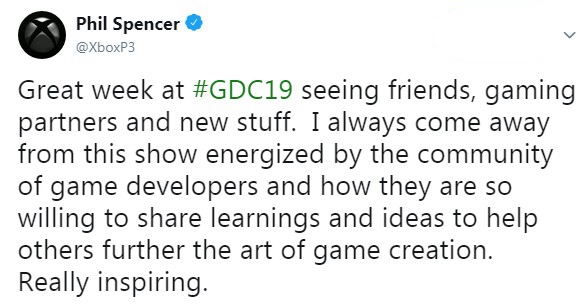 Phil Spencer
@XboxP3
Great week at #GDC19 seeing friends, gaming
partners and new stuff.  I always come away
from this show energized by the community
of game developers and how they are so
willing to share learnings and ideas to help
others further the art of game creation.
Really inspiring.